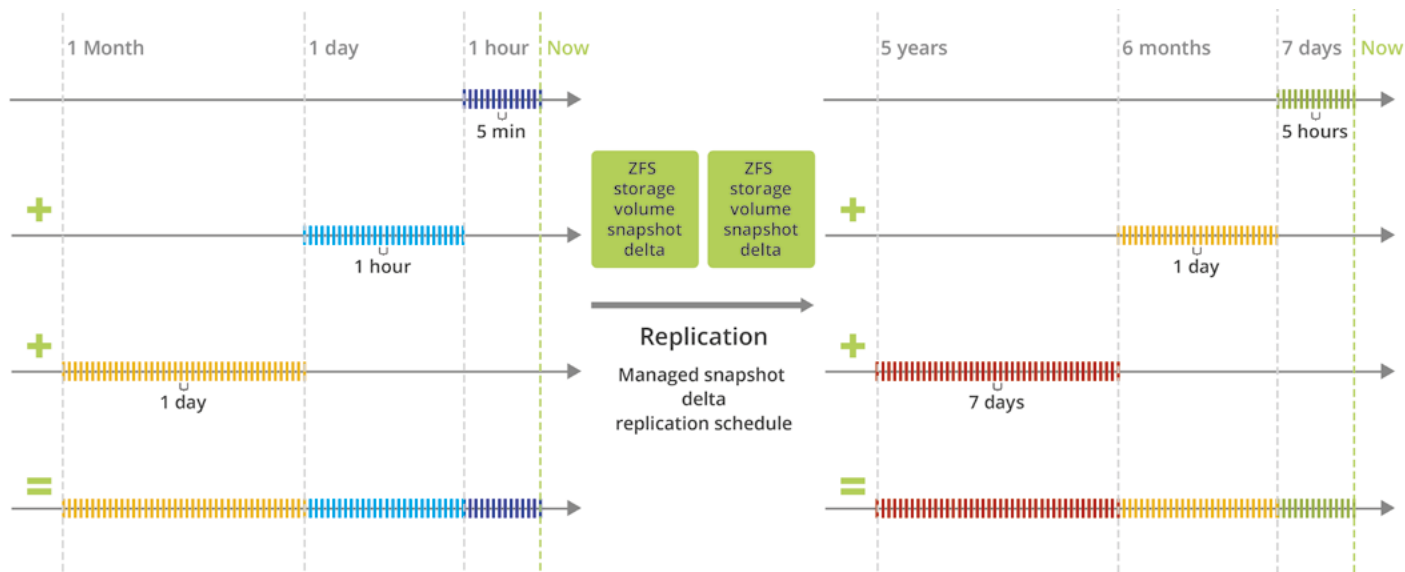 1 Month
1 day
1 hour
Now
5 min
+
1 hour
+
1 day
=
ZFS
storage
volume
snapshot
delta
ZFS
storage
volume
snapshot
delta
Replication
Managed snapshot
delta
replication schedule
5 years
6 months
7 days
Now
5 hours
+
1 day
+
7 days
=